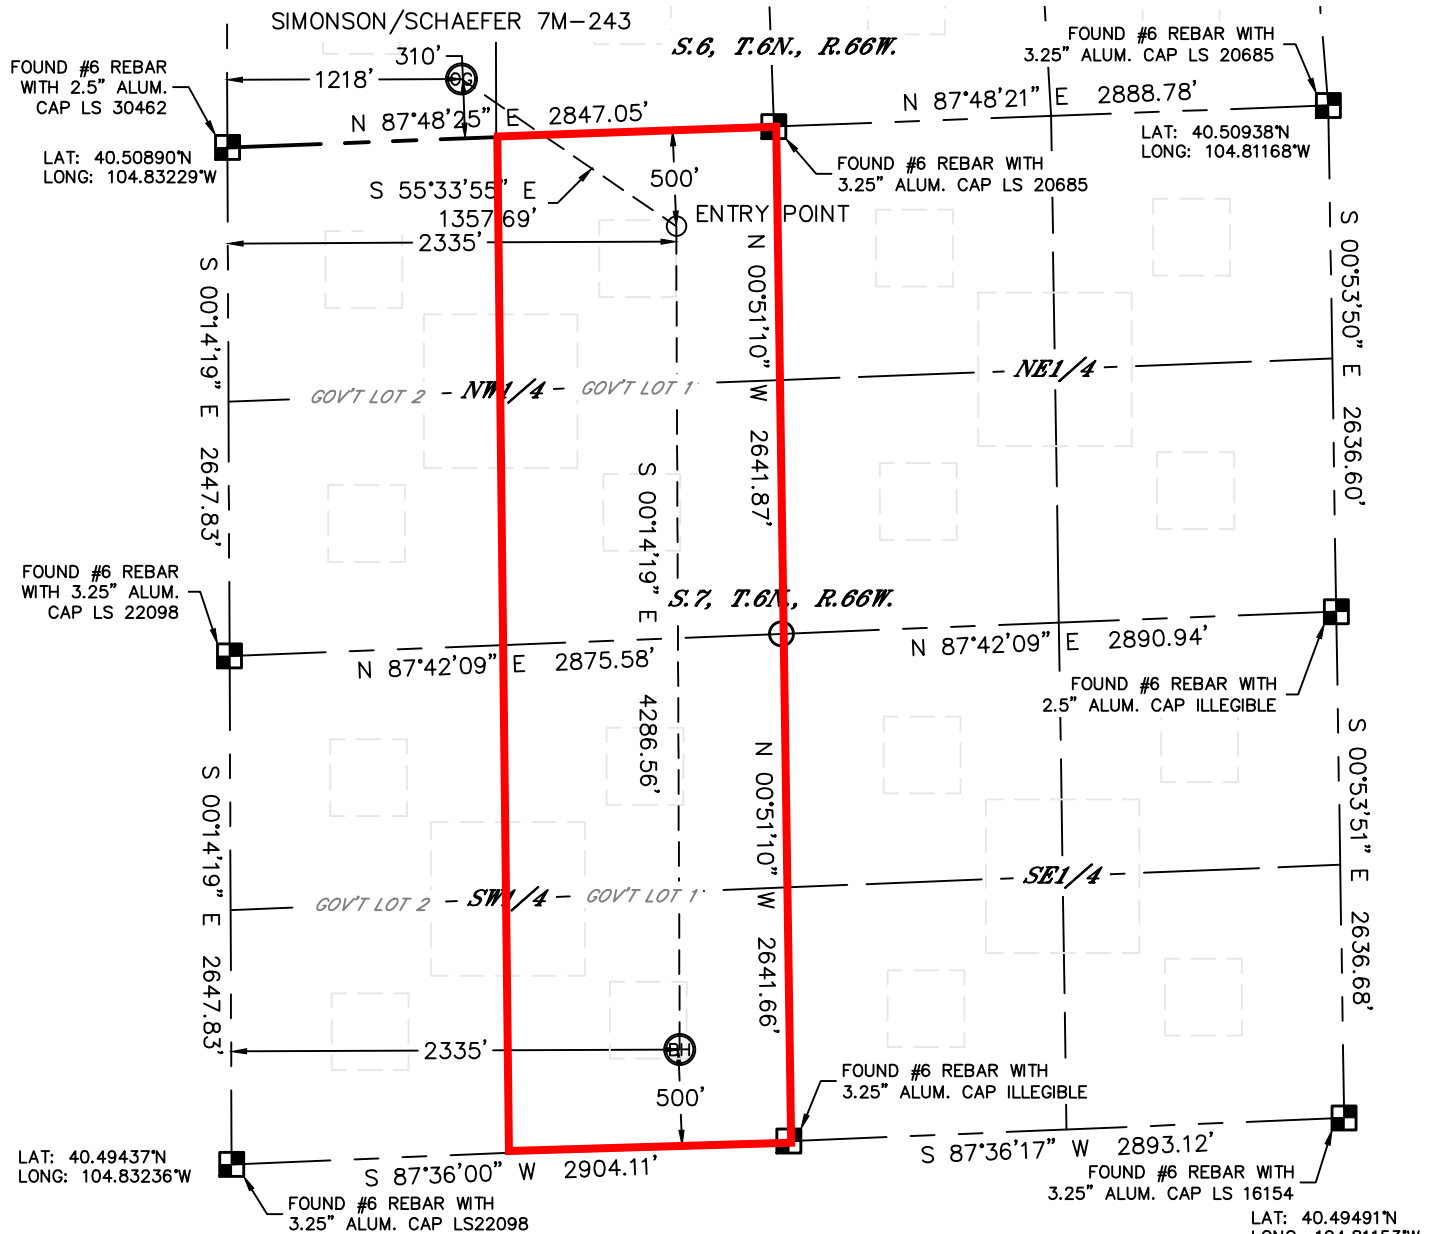 SIMONSON/SCHAEFER 7M-243
S.6, T.6N., R.66W.
FOUND #6 REBAR WITH
3.25" ALUM. CAP LS 20685
310'
FOUND #6 REBAR
WITH 2.5" ALUM.
CAP LS 30462
1218'
N 87°48'25" E 2847.05'
N 87°48'21" E 2888.78'
LAT: 40.50890°N
LONG: 104.83229°W
LAT: 40.50938°N
LONG: 104.81168°W
FOUND #6 REBAR WITH
3.25" ALUM. CAP LS 20685
500'
S 55°33'55" E
1357.69'
ENTRY POINT
2335'
S 00°14'19" E 2647.83'
N 00°51'10" W 2641.87'
S 00°53'50" E 2636.60'
GOV'T LOT 2
NW1/4
GOV'T LOT 1
NE1/4
S 00°14'19" E 4286.56'
FOUND #6 REBAR
WITH 3.25" ALUM.
CAP LS 22098
S.7, T.6N., R.66W.
N 87°42'09" E 2875.58'
N 87°42'09" E 2890.94'
FOUND #6 REBAR WITH
2.5" ALUM. CAP ILLEGIBLE
S 00°14'19" E 2647.83'
N 00°51'10" W 2641.66'
S 00°53'51" E 2636.68'
GOV'T LOT 2
SW1/4
GOV'T LOT 1
SE1/4
2335'
BH
500'
FOUND #6 REBAR WITH
3.25" ALUM. CAP ILLEGIBLE
LAT: 40.49437°N
LONG: 104.83236°W
S 87°36'00" W 2904.11'
S 87°36'17" W 2893.12'
FOUND #6 REBAR WITH
3.25" ALUM. CAP LS22098
FOUND #6 REBAR WITH
3.25" ALUM. CAP LS 16154
LAT: 40.49491°N
LONG: 104.81153°W